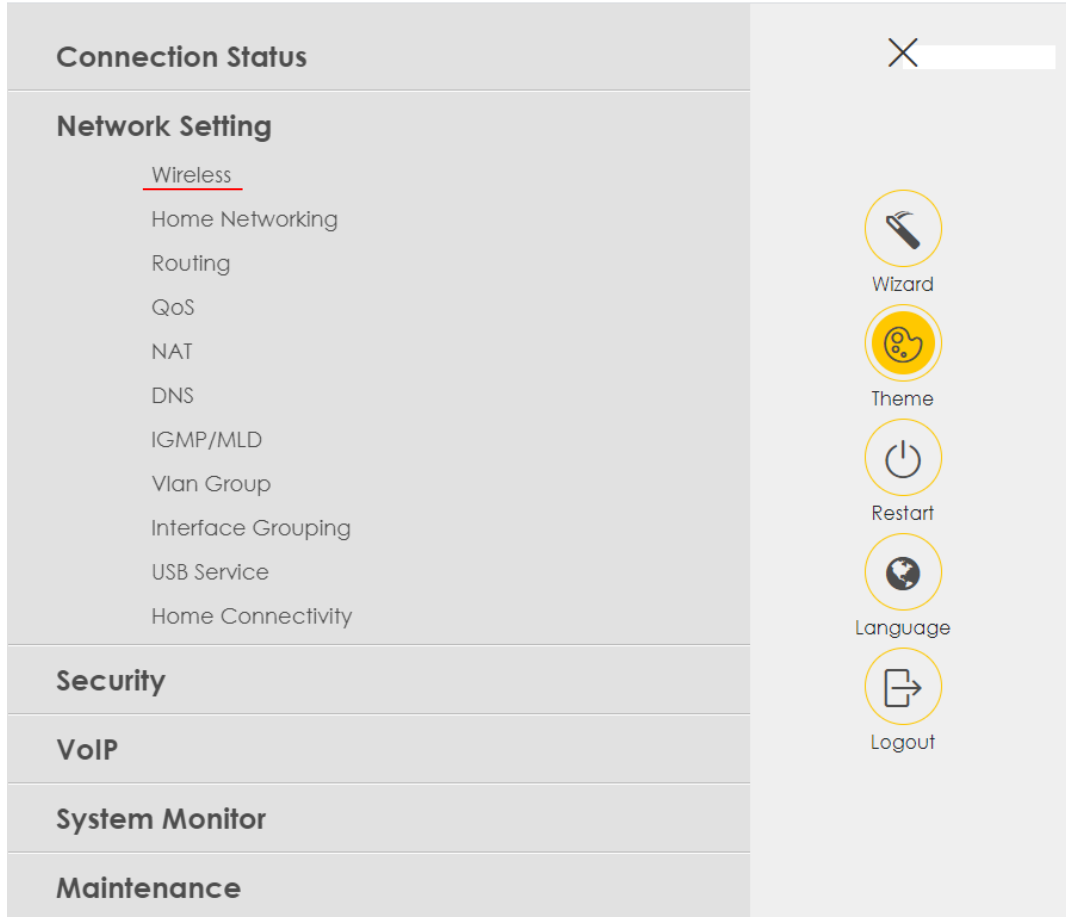 Connection Status
Network Setting
Wireless
Home Networking
Routing
QoS
NAT
DNS
IGMP/MLD
Vlan Group
Interface Grouping
USB Service
Home Connectivity
Security
VoIP
System Monitor
Maintenance
Wizard
Theme
Restart
Language
Logout